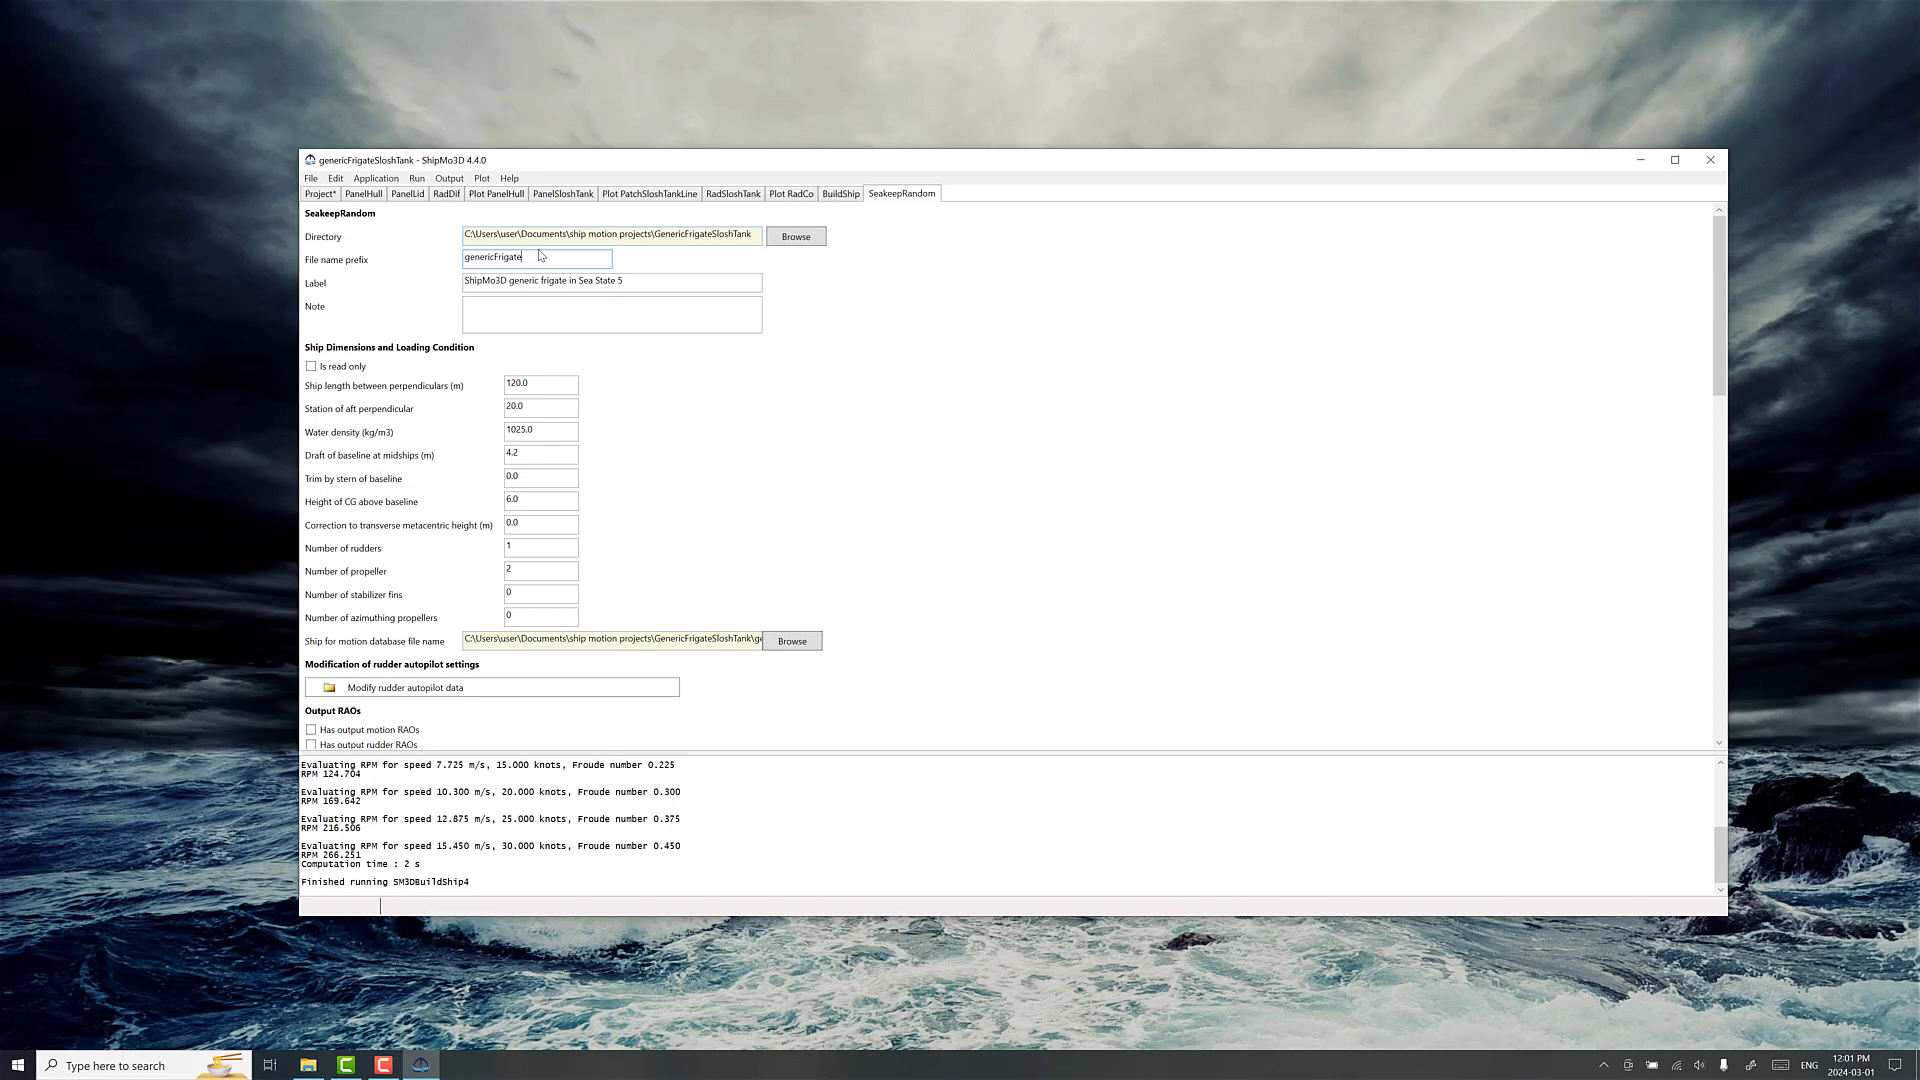 genericFrigateSloshTank - ShipMo3D 4.4.0
File Edit Application Run Output Plot Help
Project* PanelHull PanelLid RadDif Plot PanelHull PanelSloshTank Plot PatchSloshTankLine RadSloshTank Plot RadCo BuildShip SeakeepRandom
SeakeepRandom
Directory C:\Users\user\Documents\ship motion projects\GenericFrigateSloshTank Browse
File name prefix genericFrigate
Label ShipMo3D generic frigate in Sea State 5
Note
Ship Dimensions and Loading Condition
Is read only
Ship length between perpendiculars (m) 120.0
Station of aft perpendicular 20.0
Water density (kg/m3) 1025.0
Draft of baseline at midships (m) 4.2
Trim by stern of baseline 0.0
Height of CG above baseline 6.0
Correction to transverse metacentric height (m) 0.0
Number of rudders 1
Number of propeller 2
Number of stabilizer fins 0
Number of azimuthing propellers 0
Ship for motion database file name C:\Users\user\Documents\ship motion projects\GenericFrigateSloshTank\g Browse
Modification of rudder autopilot settings
Modify rudder autopilot data
Output RAOs
Has output motion RAOs
Has output rudder RAOs
Evaluating RPM for speed 7.725 m/s, 15.000 knots, Froude number 0.225
RPM 124.704
Evaluating RPM for speed 10.300 m/s, 20.000 knots, Froude number 0.300
RPM 169.642
Evaluating RPM for speed 12.875 m/s, 25.000 knots, Froude number 0.375
RPM 216.506
Evaluating RPM for speed 15.450 m/s, 30.000 knots, Froude number 0.450
RPM 266.251
Computation time : 2 s
Finished running SM3DBuildShip4
Type here to search
ENG
12:01 PM
2024-03-01